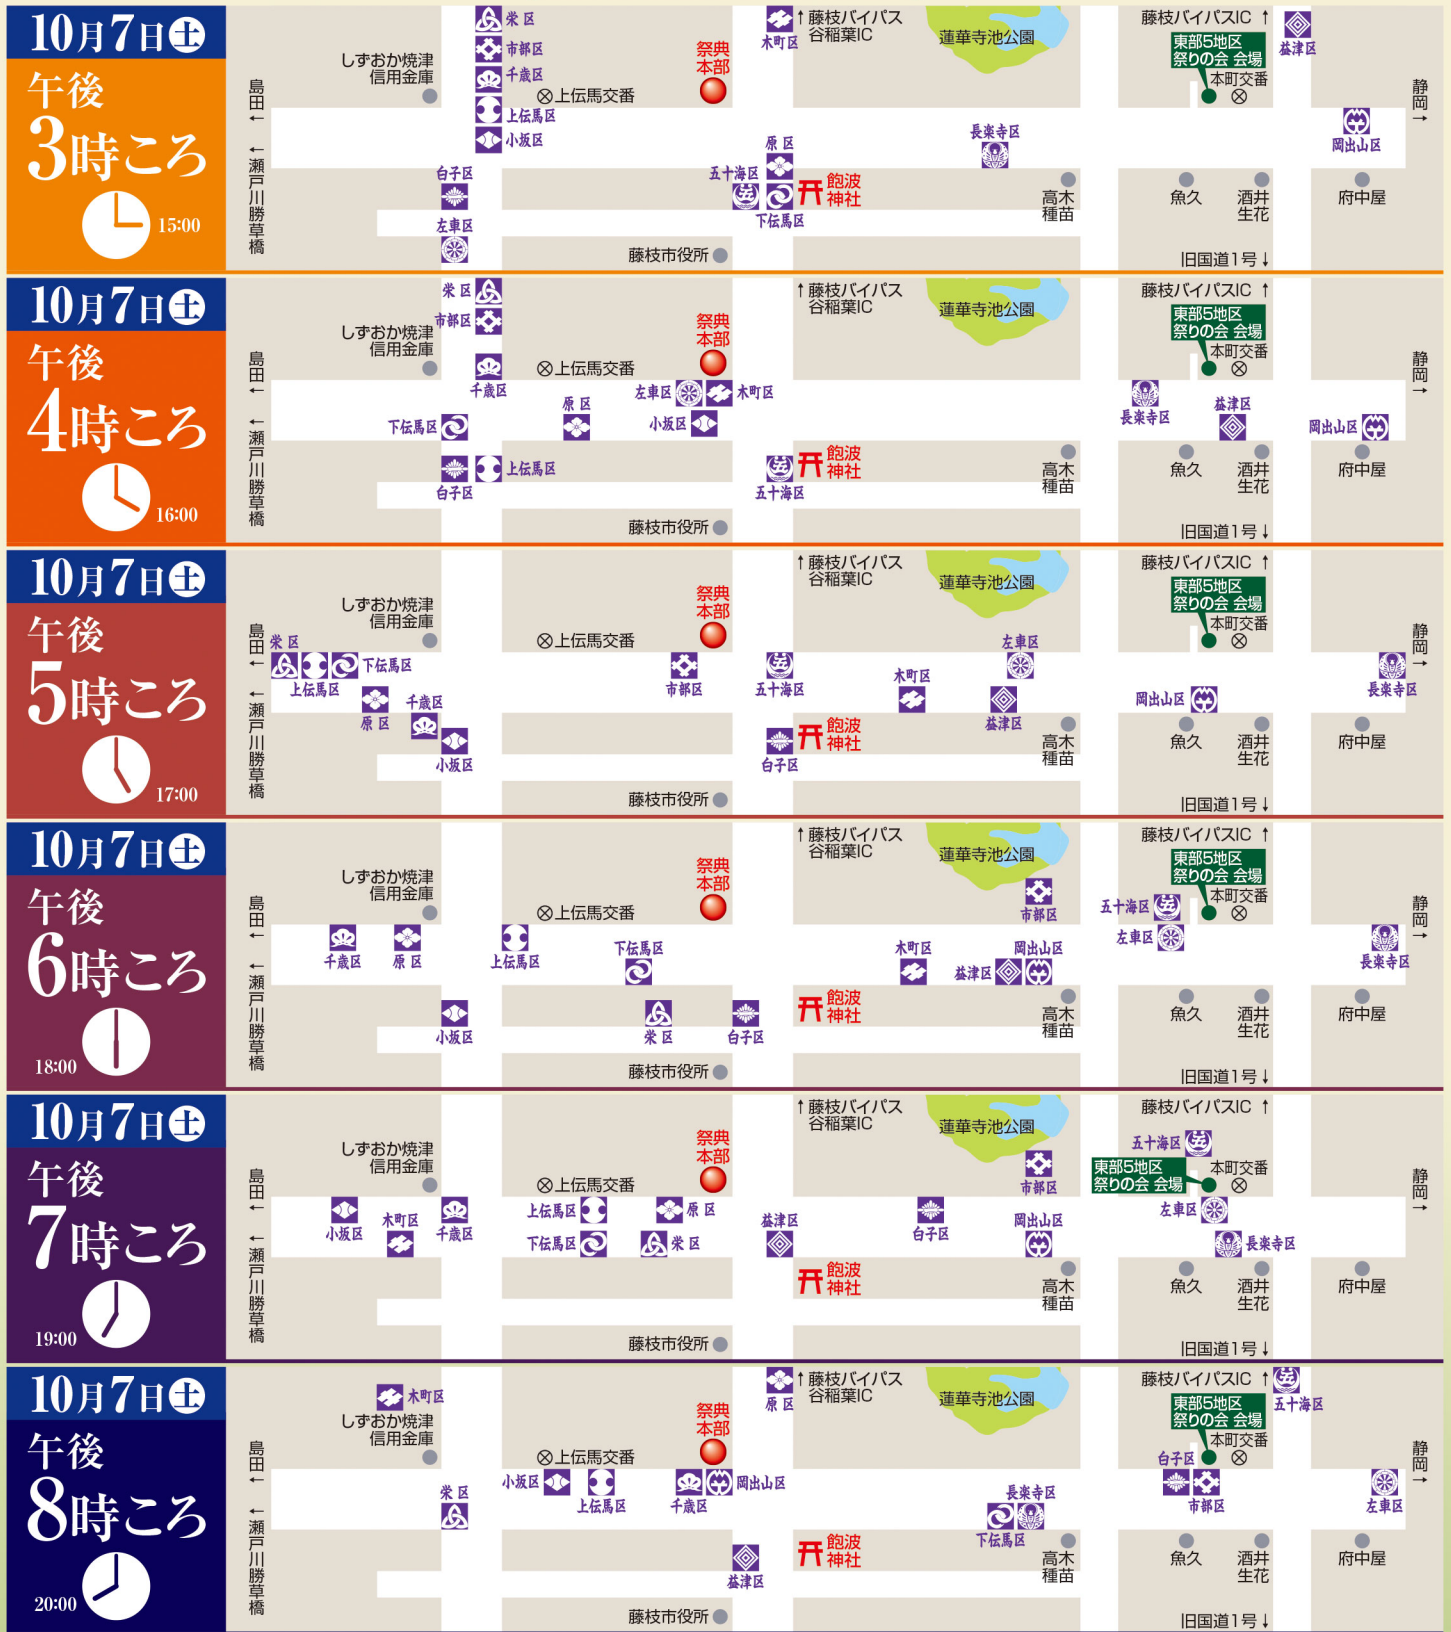 10月7日土
午後
3時ころ
15:00
島田←
←瀬戸川勝草橋
しずおか焼津
信用金庫
栄区
市部区
千歳区
上伝馬区
小坂区
上伝馬交番
白子区
左車区
祭典
本部
木町区
↑藤枝バイパス
谷稲葉IC
蓮華寺池公園
原区
五十海区
下伝馬区
飽波
神社
藤枝市役所
長楽寺区
高木
種苗
藤枝バイパスIC↑
東部5地区
祭りの会 会場
本町交番
益津区
岡出山区
魚久
酒井
生花
府中屋
旧国道1号↓
静岡→
10月7日土
午後
4時ころ
16:00
島田←
←瀬戸川勝草橋
しずおか焼津
信用金庫
栄区
市部区
千歳区
上伝馬交番
下伝馬区
白子区
上伝馬区
原区
祭典
本部
左車区
木町区
小坂区
↑藤枝バイパス
谷稲葉IC
蓮華寺池公園
五十海区
飽波
神社
藤枝市役所
高木
種苗
藤枝バイパスIC↑
東部5地区
祭りの会 会場
本町交番
長楽寺区
益津区
岡出山区
魚久
酒井
生花
府中屋
旧国道1号↓
静岡→
10月7日土
午後
5時ころ
17:00
島田←
←瀬戸川勝草橋
しずおか焼津
信用金庫
栄区
上伝馬区
下伝馬区
原区
千歳区
小坂区
上伝馬交番
祭典
本部
市部区
↑藤枝バイパス
谷稲葉IC
蓮華寺池公園
五十海区
白子区
飽波
神社
藤枝市役所
木町区
左車区
益津区
高木
種苗
藤枝バイパスIC↑
東部5地区
祭りの会 会場
本町交番
岡出山区
長楽寺区
魚久
酒井
生花
府中屋
旧国道1号↓
静岡→
10月7日土
午後
6時ころ
18:00
島田←
←瀬戸川勝草橋
しずおか焼津
信用金庫
千歳区
原区
小坂区
上伝馬交番
上伝馬区
下伝馬区
栄区
白子区
祭典
本部
↑藤枝バイパス
谷稲葉IC
蓮華寺池公園
市部区
飽波
神社
藤枝市役所
木町区
益津区
岡出山区
高木
種苗
藤枝バイパスIC↑
東部5地区
祭りの会 会場
本町交番
五十海区
左車区
長楽寺区
魚久
酒井
生花
府中屋
旧国道1号↓
静岡→
10月7日土
午後
7時ころ
19:00
島田←
←瀬戸川勝草橋
しずおか焼津
信用金庫
小坂区
木町区
千歳区
上伝馬交番
上伝馬区
下伝馬区
原区
栄区
祭典
本部
↑藤枝バイパス
谷稲葉IC
蓮華寺池公園
市部区
益津区
飽波
神社
藤枝市役所
白子区
岡出山区
高木
種苗
藤枝バイパスIC↑
五十海区
東部5地区
祭りの会 会場
本町交番
左車区
長楽寺区
魚久
酒井
生花
府中屋
旧国道1号↓
静岡→
10月7日土
午後
8時ころ
20:00
島田←
←瀬戸川勝草橋
木町区
しずおか焼津
信用金庫
栄区
上伝馬交番
小坂区
上伝馬区
千歳区
岡出山区
祭典
本部
原区
↑藤枝バイパス
谷稲葉IC
蓮華寺池公園
益津区
飽波
神社
藤枝市役所
長楽寺区
下伝馬区
高木
種苗
藤枝バイパスIC↑
五十海区
東部5地区
祭りの会 会場
本町交番
白子区
市部区
左車区
魚久
酒井
生花
府中屋
旧国道1号↓
静岡→